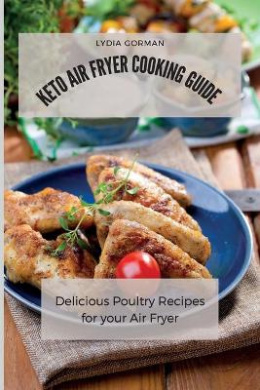 LYDIA GORMAN
KETO AIR FRYER COOKING GUIDE
Delicious Poultry Recipes
for your Air Fryer